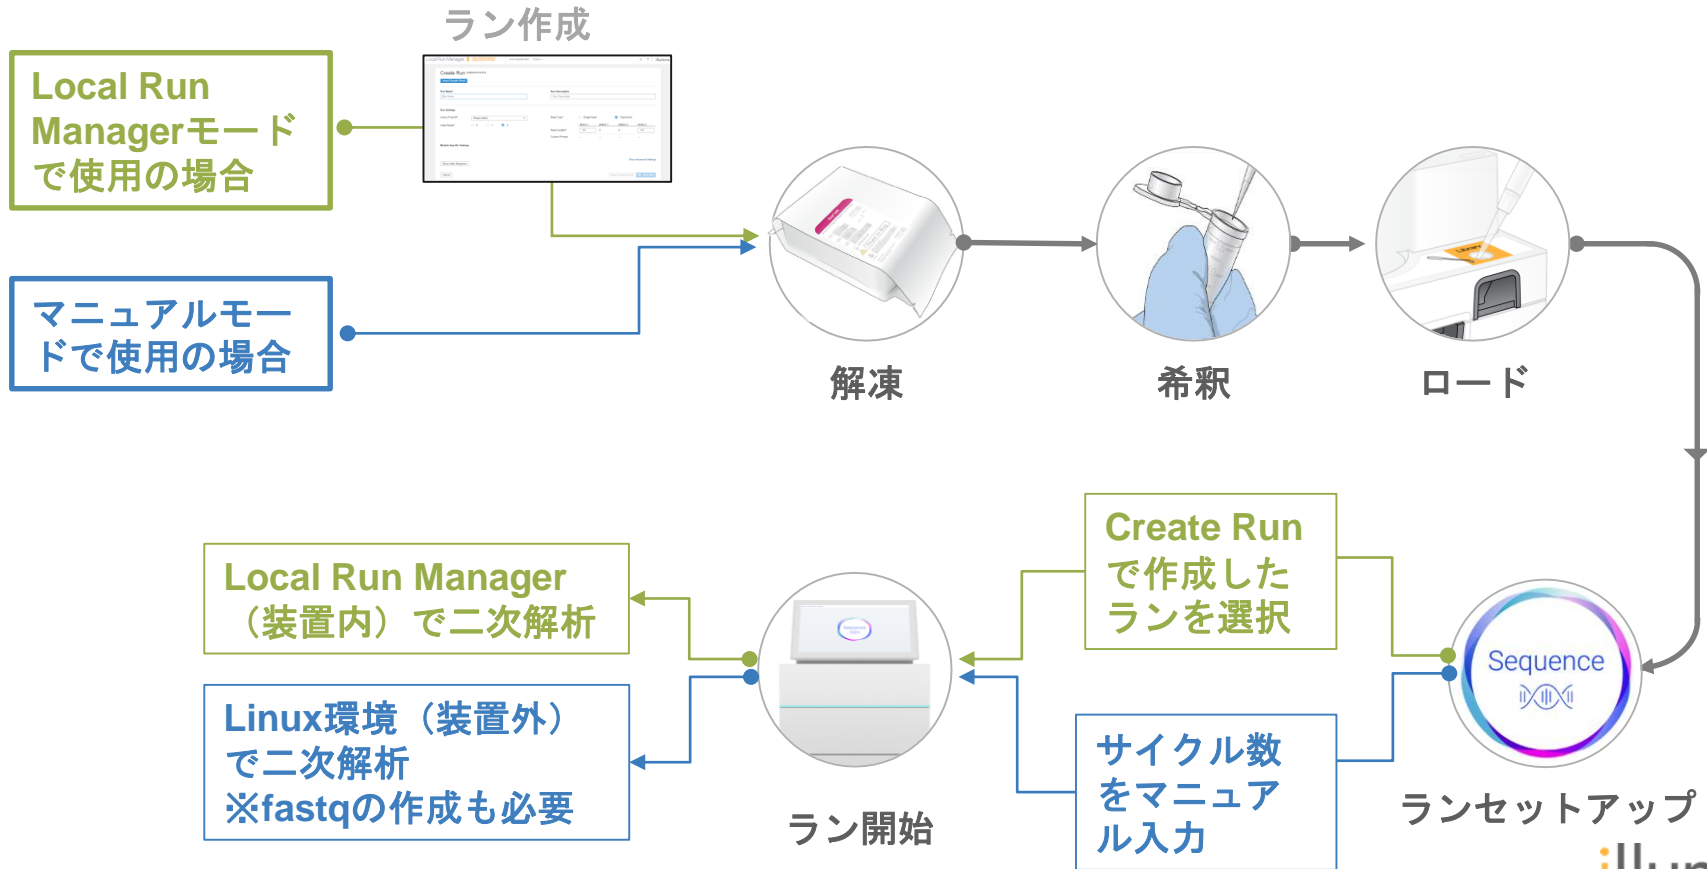 ラン作成
Local Run
Managerモード
で使用の場合
Create Run
マニュアルモー
ドで使用の場合
Library
解凍
希釈
ロード
Create Run
で作成した
ランを選択
Local Run Manager
（装置内）で二次解析
Sequence
Sequence
Linux環境（装置外）
で二次解析
※fastqの作成も必要
サイクル数
をマニュア
ル入力
ラン開始
ランセットアップ